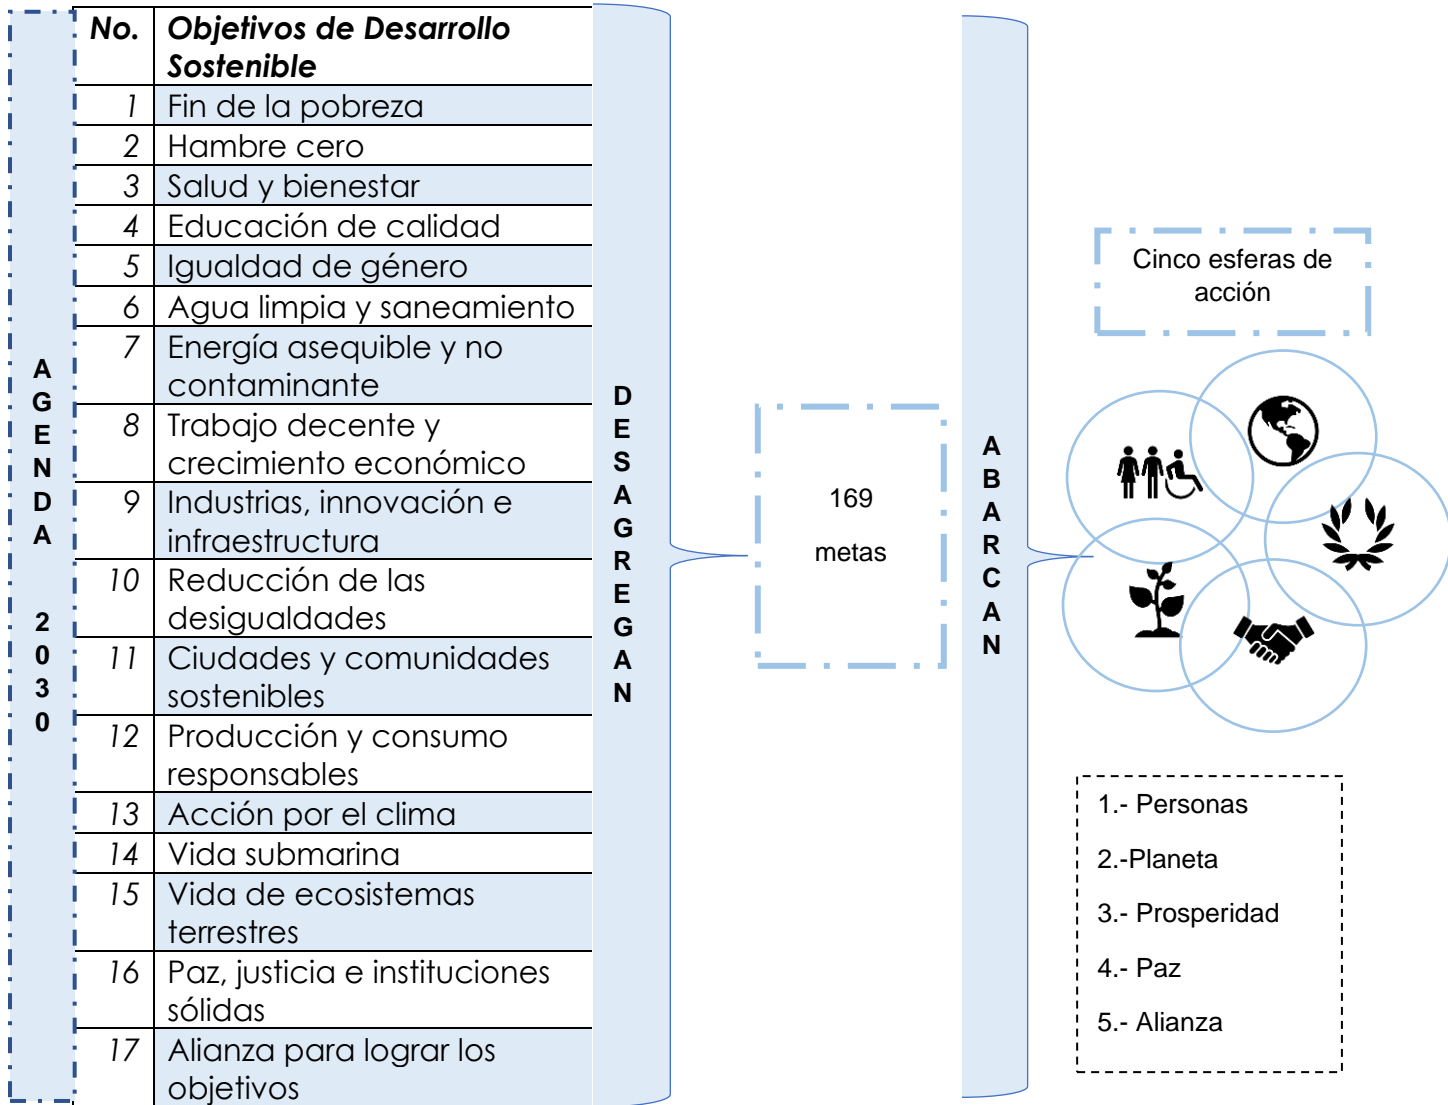 AGENDA 2030
No. Objetivos de Desarrollo
Sostenible
1 Fin de la pobreza
2 Hambre cero
3 Salud y bienestar
4 Educación de calidad
5 Igualdad de género
6 Agua limpia y saneamiento
7 Energía asequible y no
contaminante
8 Trabajo decente y
crecimiento económico
9 Industrias, innovación e
infraestructura
10 Reducción de las
desigualdades
11 Ciudades y comunidades
sostenibles
12 Producción y consumo
responsables
13 Acción por el clima
14 Vida submarina
15 Vida de ecosistemas
terrestres
16 Paz, justicia e instituciones
sólidas
17 Alianza para lograr los
objetivos
DESAGREGAN
169
metas
ABARCAN
Cinco esferas de
acción
1.- Personas
2.-Planeta
3.- Prosperidad
4.- Paz
5.- Alianza